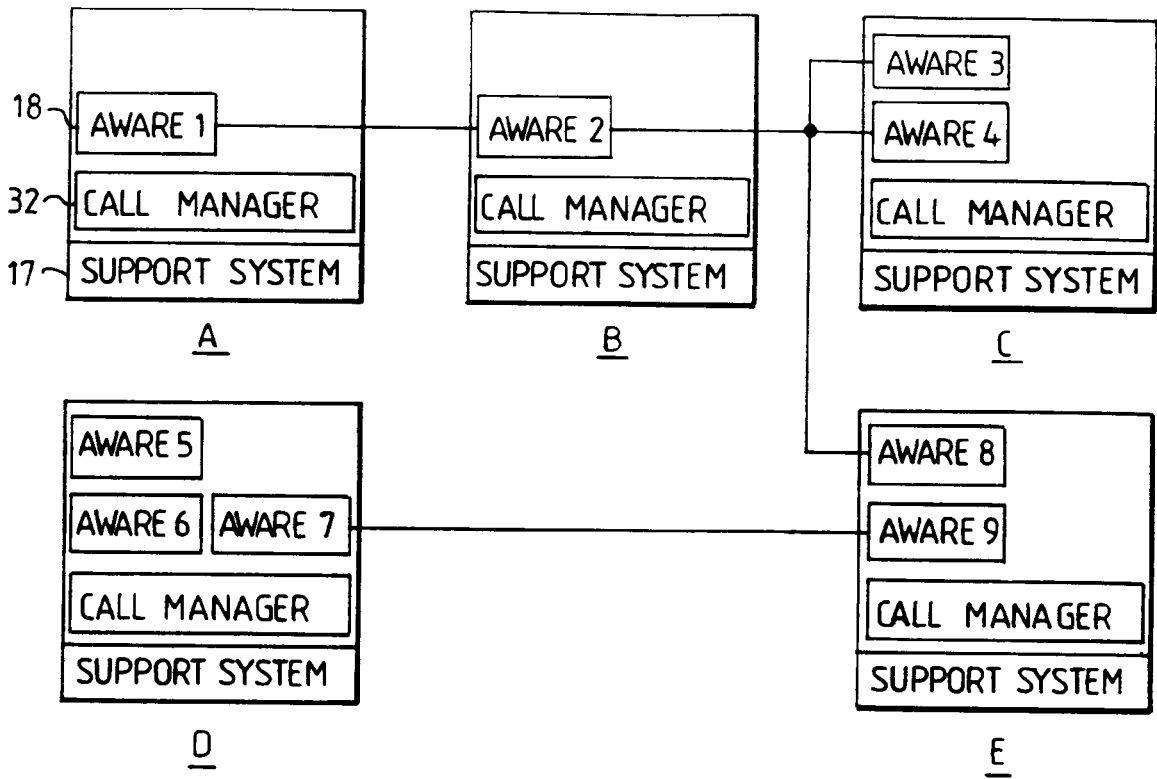 18
AWARE 1
32
CALL MANAGER
17
SUPPORT SYSTEM
A
AWARE 2
CALL MANAGER
SUPPORT SYSTEM
B
AWARE 3
AWARE 4
CALL MANAGER
SUPPORT SYSTEM
C
AWARE 5
AWARE 6
AWARE 7
CALL MANAGER
SUPPORT SYSTEM
D
AWARE 8
AWARE 9
CALL MANAGER
SUPPORT SYSTEM
E